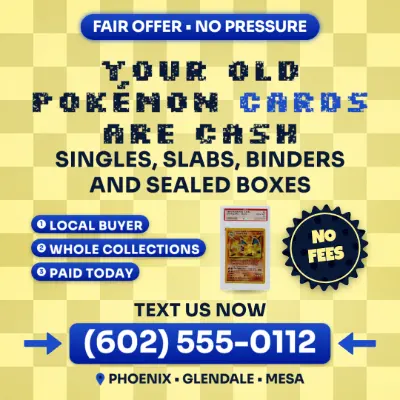 FAIR OFFER • NO PRESSURE
YOUR OLD
POKÉMON CARDS
ARE CASH
SINGLES, SLABS, BINDERS
AND SEALED BOXES
1 LOCAL BUYER
2 WHOLE COLLECTIONS
3 PAID TODAY
NO
FEES
TEXT US NOW
(602) 555-0112
PHOENIX • GLENDALE • MESA